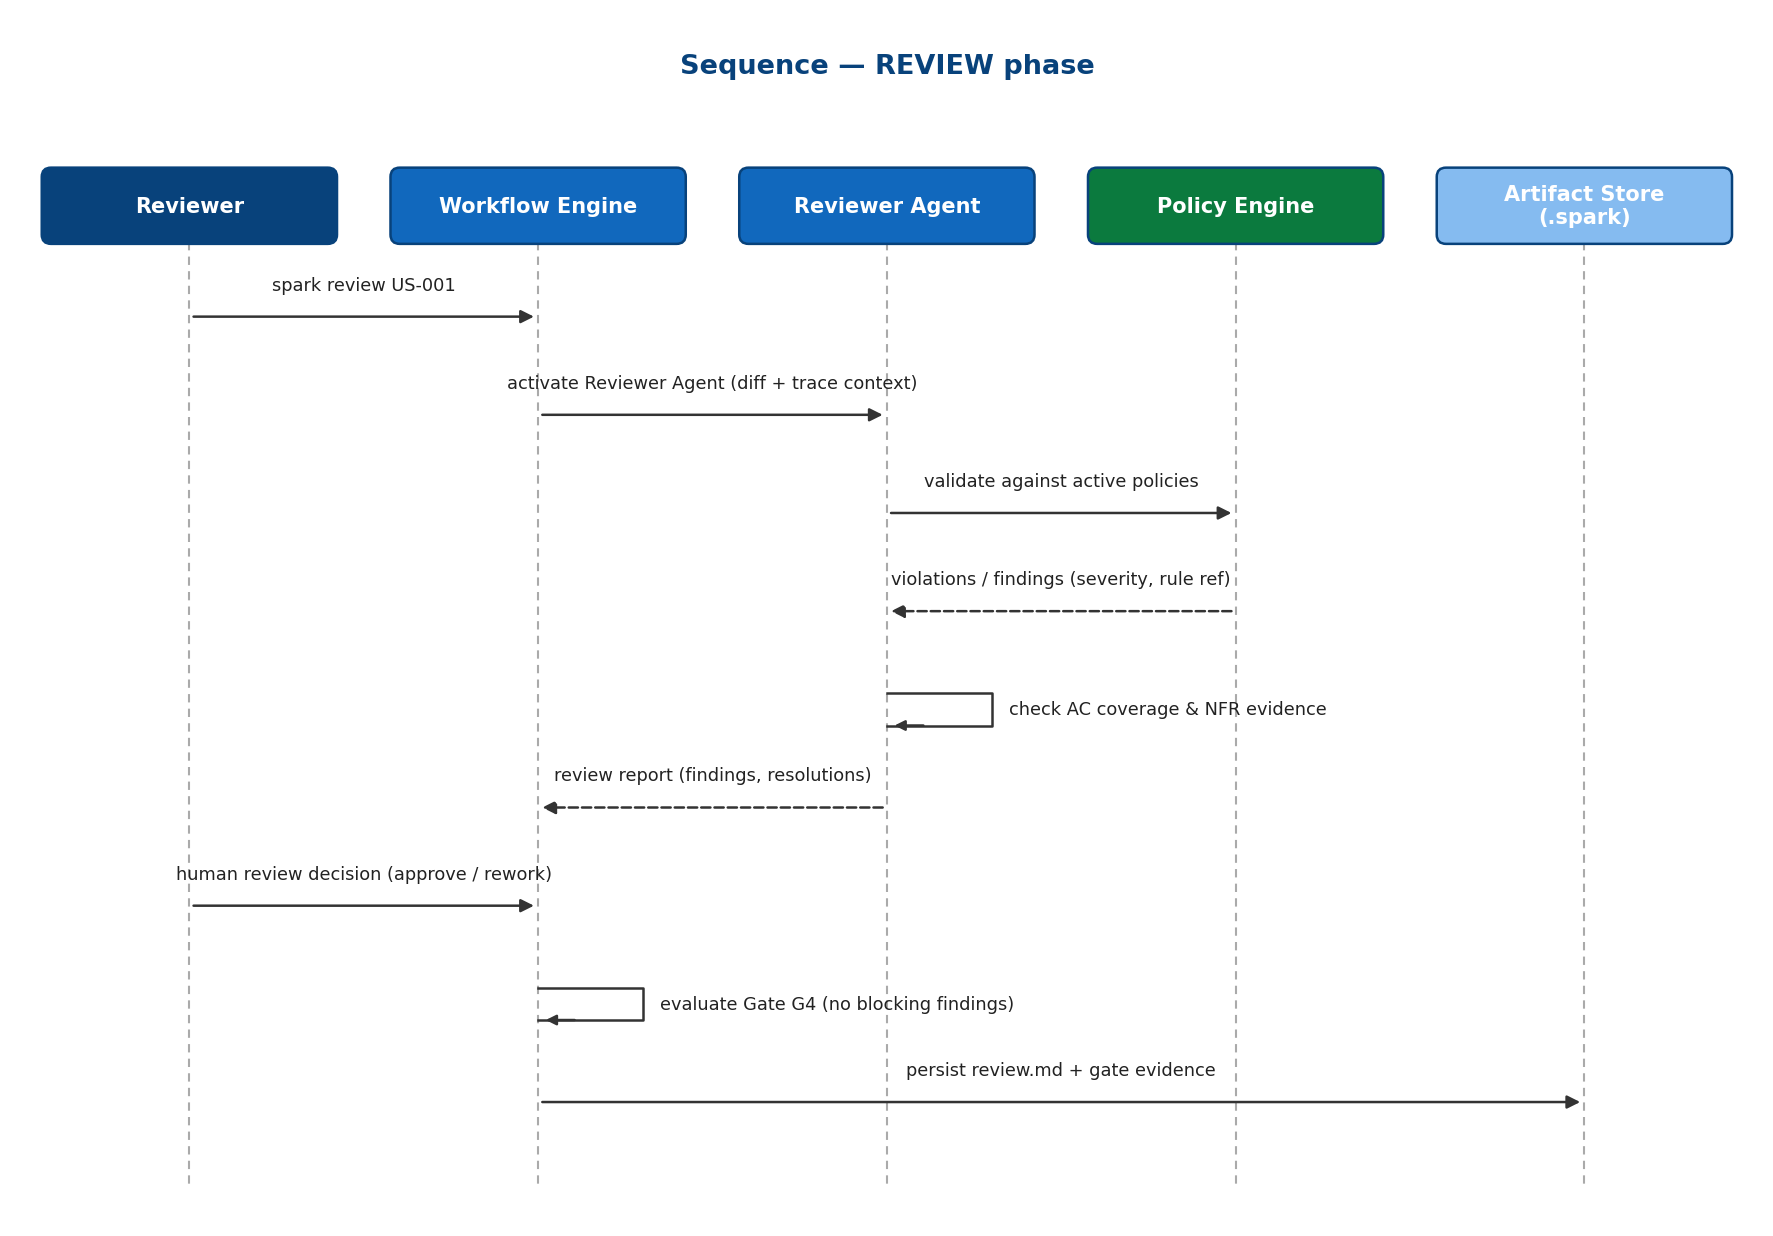 Sequence — REVIEW phase
Reviewer
Workflow Engine
Reviewer Agent
Policy Engine
Artifact Store
(.spark)
spark review US-001
activate Reviewer Agent (diff + trace context)
validate against active policies
violations / findings (severity, rule ref)
check AC coverage & NFR evidence
review report (findings, resolutions)
human review decision (approve / rework)
evaluate Gate G4 (no blocking findings)
persist review.md + gate evidence